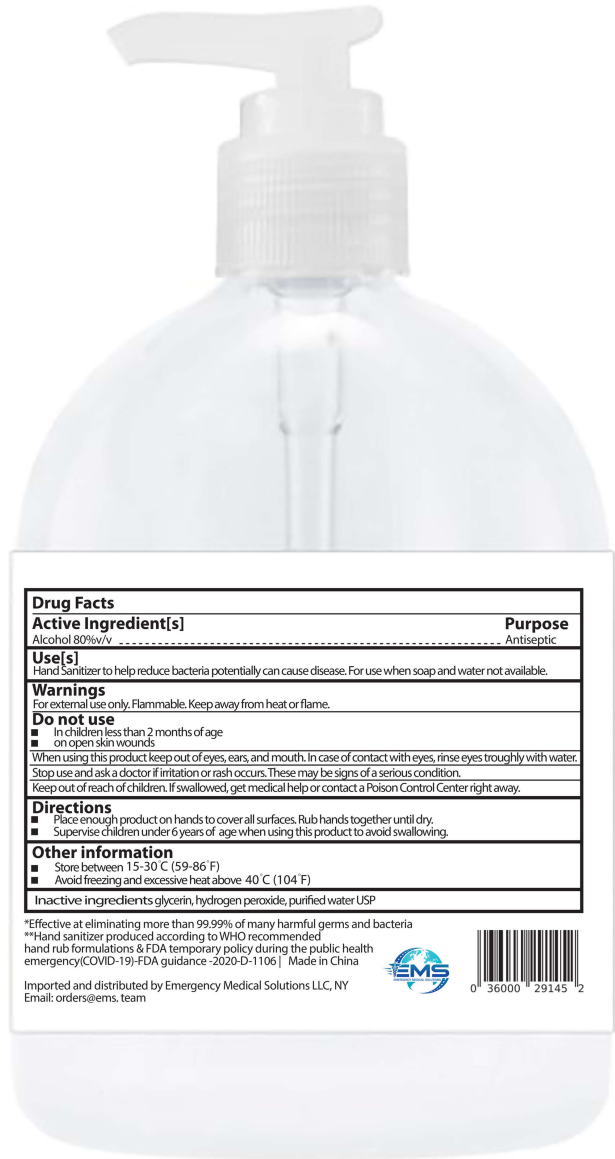 Drug Facts
Active Ingredient[s] Purpose
Alcohol 80%v/v Antiseptic
Use[s]
Hand Sanitizer to help reduce bacteria potentially can cause disease. For use when soap and water not available.
Warnings
For external use only. Flammable. Keep away from heat or flame.
Do not use
■ In children less than 2 months of age
■ on open skin wounds
When using this product keep out of eyes, ears, and mouth. In case of contact with eyes, rinse eyes troughly with water.
Stop use and ask a doctor if irritation or rash occurs. These may be signs of a serious condition.
Keep out of reach of children. If swallowed, get medical help or contact a Poison Control Center right away.
Directions
■ Place enough product on hands to cover all surfaces. Rub hands together until dry.
■ Supervise children under 6 years of age when using this product to avoid swallowing.
Other information
■ Store between 15-30°C (59-86°F)
■ Avoid freezing and excessive heat above 40°C (104°F)
Inactive ingredients glycerin, hydrogen peroxide, purified water USP
*Effective at eliminating more than 99.99% of many harmful germs and bacteria
**Hand sanitizer produced according to WHO recommended
hand rub formulations & FDA temporary policy during the public health
emergency(COVID-19)-FDA guidance -2020-D-1106 | Made in China
Imported and distributed by Emergency Medical Solutions LLC, NY
Email: orders@ems. team
EMS
EMERGENCY MEDICAL SOLUTIONS
0 36000 29145 2